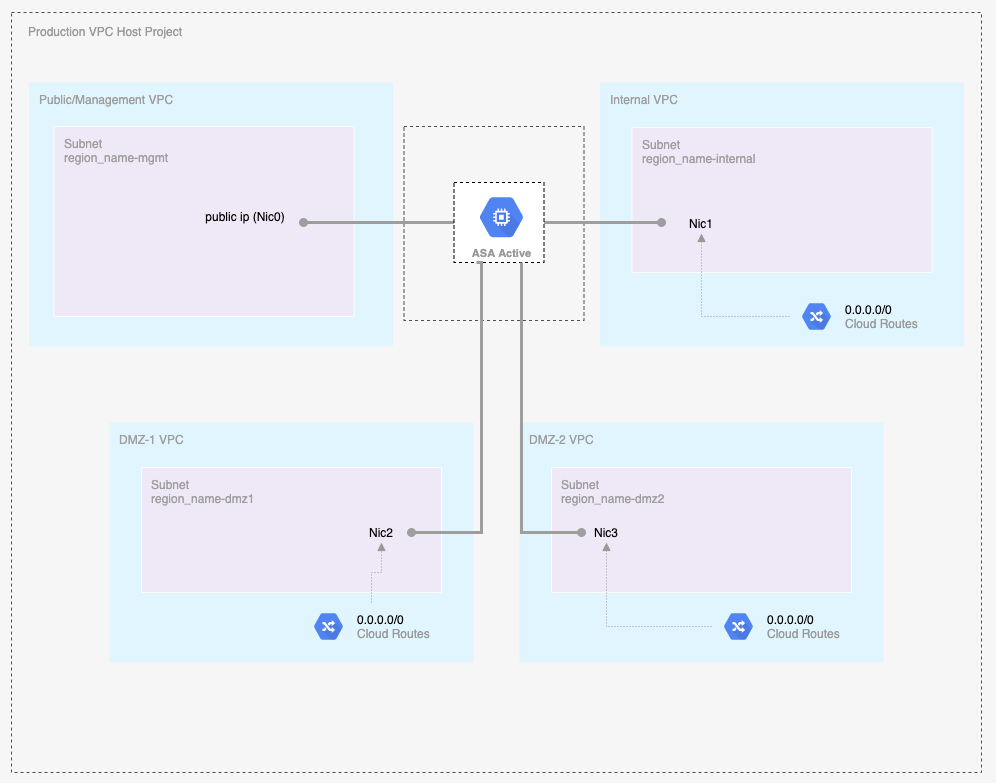 Production VPC Host Project
Public/Management VPC
Subnet
region_name-mgmt
public ip (Nic0)
ASA Active
Internal VPC
Subnet
region_name-internal
Nic1
0.0.0.0/0
Cloud Routes
DMZ-1 VPC
Subnet
region_name-dmz1
Nic2
0.0.0.0/0
Cloud Routes
DMZ-2 VPC
Subnet
region_name-dmz2
Nic3
0.0.0.0/0
Cloud Routes